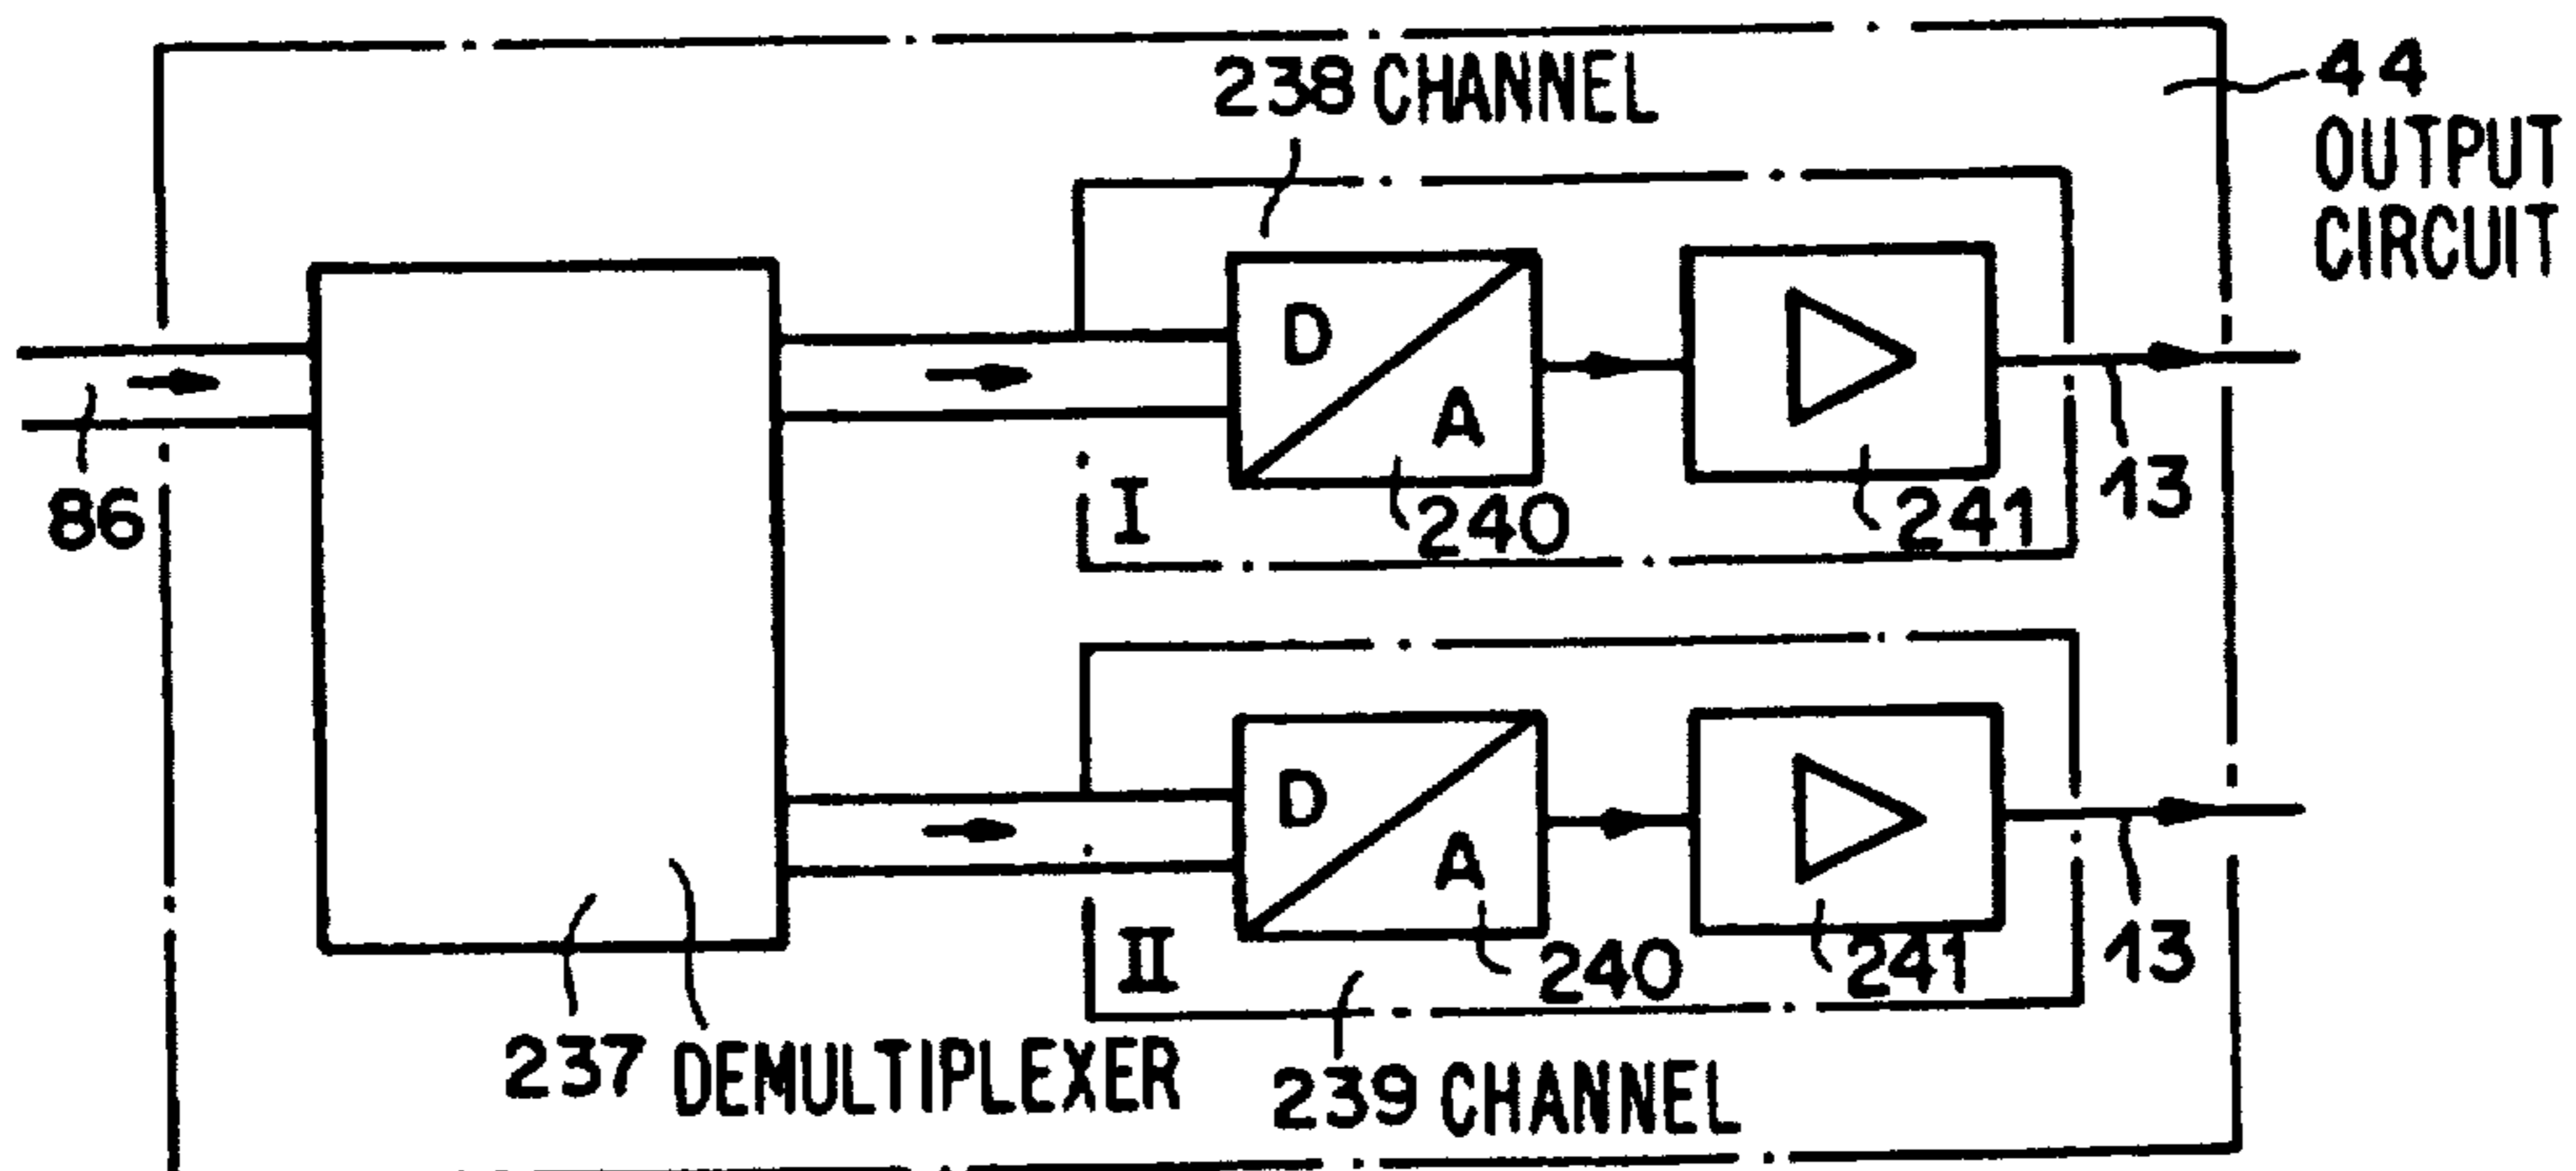 238 CHANNEL
44
OUTPUT
CIRCUIT
D
A
86
I
240
241
13
D
A
II
240
241
13
237 DEMULTIPLEXER
239 CHANNEL